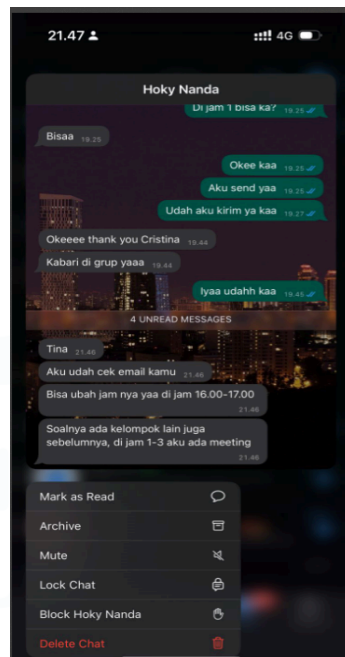 21.47
4G
Hoky Nanda
Di jam 1 bisa ka? 19.25
Bisaa 19.25
Okee kaa 19.25
Aku send yaa 19.25
Udah aku kirim ya kaa 19.27
Okeeee thank you Cristina 19.44
Kabari di grup yaaa 19.44
Iyaa udahh kaa 19.45
4 UNREAD MESSAGES
Tina 21.46
Aku udah cek email kamu 21.46
Bisa ubah jam nya yaa di jam 16.00-17.00
21.46
Soalnya ada kelompok lain juga
sebelumnya, di jam 1-3 aku ada meeting
21.46
Mark as Read
Archive
Mute
Lock Chat
Block Hoky Nanda
Delete Chat